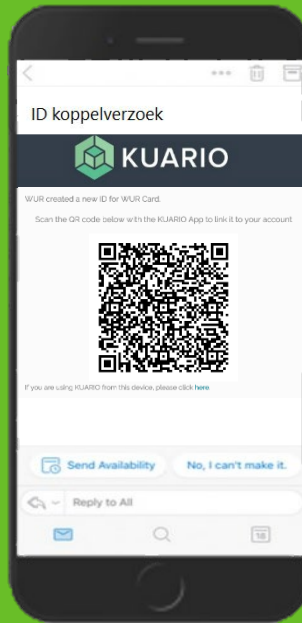 ID koppelverzoek
KUARIO
WUR created a new ID for WUR Card.
Scan the QR code below with the KUARIO App to link it to your account
If you are using KUARIO from this device, please click here
Send Availability No, I can't make it.
Reply to All
18